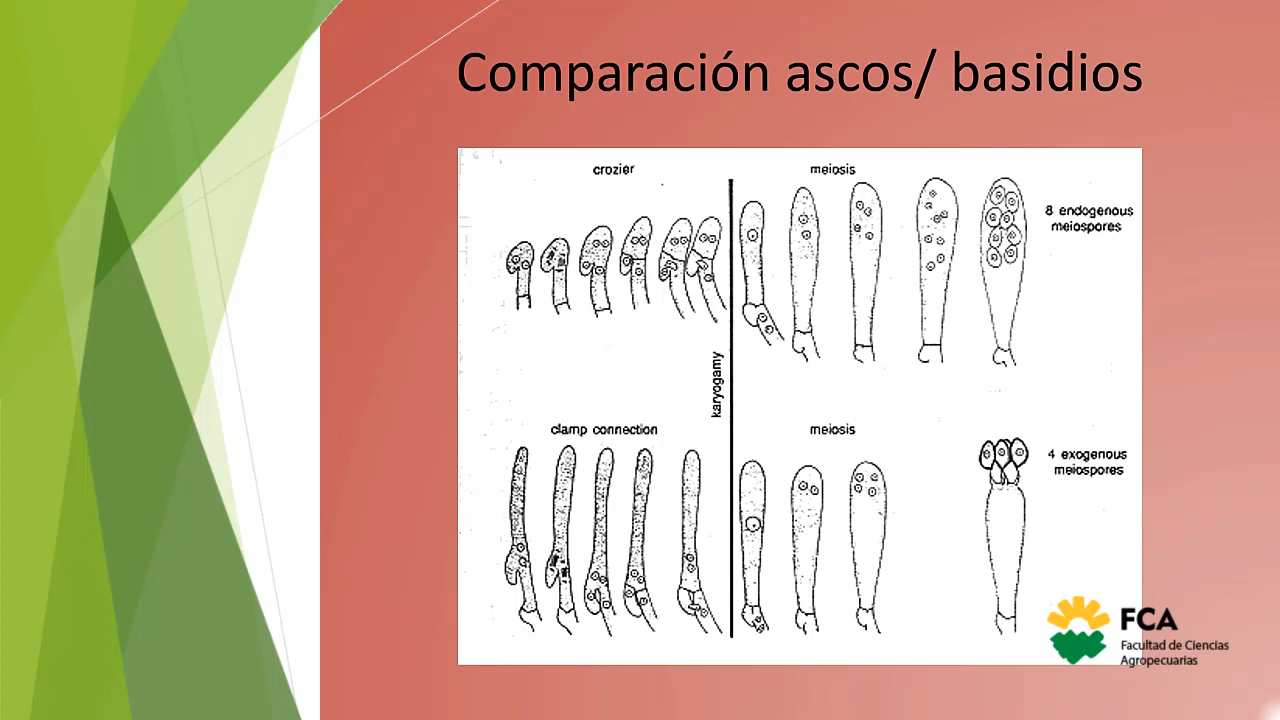 Comparación ascos/ basidios
crozier
meiosis
8 endogenous
meiospores
karyogamy
clamp connection
meiosis
4 exogenous
meiospores
FCA
Facultad de Ciencias
Agropecuarias